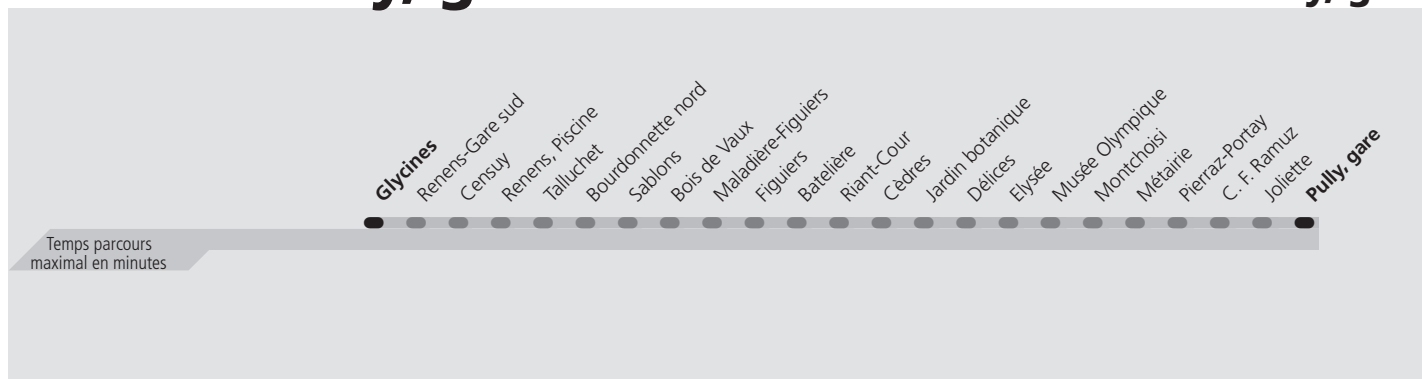 y, g
y, g
Glycines
Renens-Gare sud
Censuy
Renens, Piscine
Talluchet
Bourdonnette nord
Sablons
Bois de Vaux
Maladière-Figuiers
Figuiers
Batelière
Riant-Cour
Cèdres
Jardin botanique
Délices
Elysée
Musée Olympique
Montchoisi
Métairie
Pierraz-Portay
C. F. Ramuz
Joliette
Pully, gare
Temps parcours
maximal en minutes